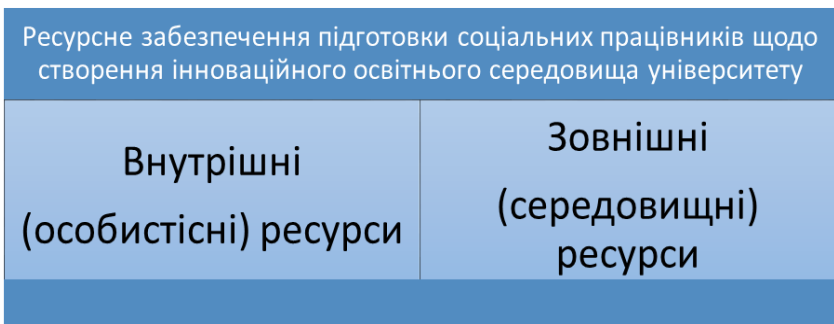 Ресурсне забезпечення підготовки соціальних працівників щодо
створення інноваційного освітнього середовища університету
Внутрішні
(особистісні) ресурси
Зовнішні
(середовищні)
ресурси